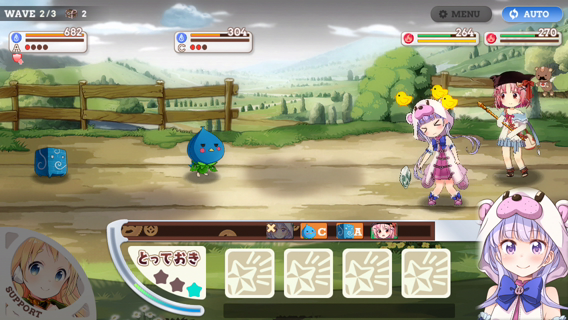 WAVE 2/3 2
MENU
AUTO
682
A
304
C
264
270
C
A
とっておき
SUPPORT